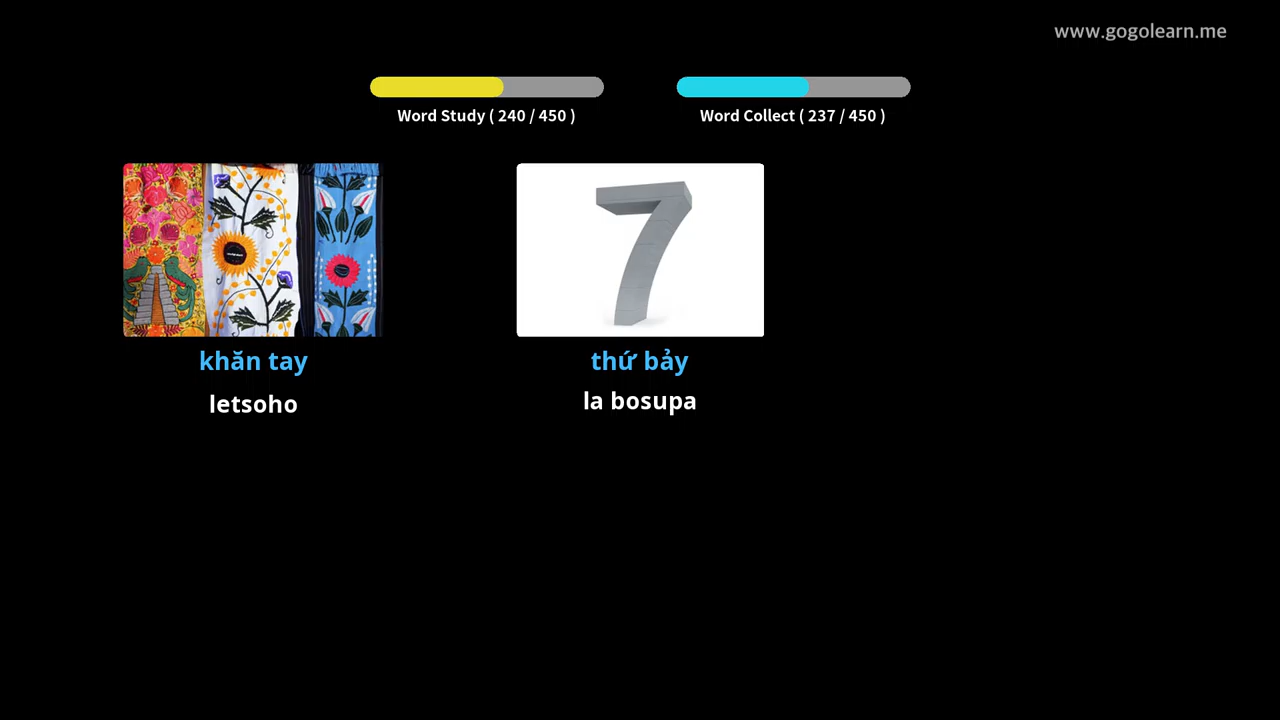 www.gogolearn.me
Word Study ( 240 / 450 )
Word Collect ( 237 / 450 )
khăn tay
letsoho
thứ bảy
la bosupa